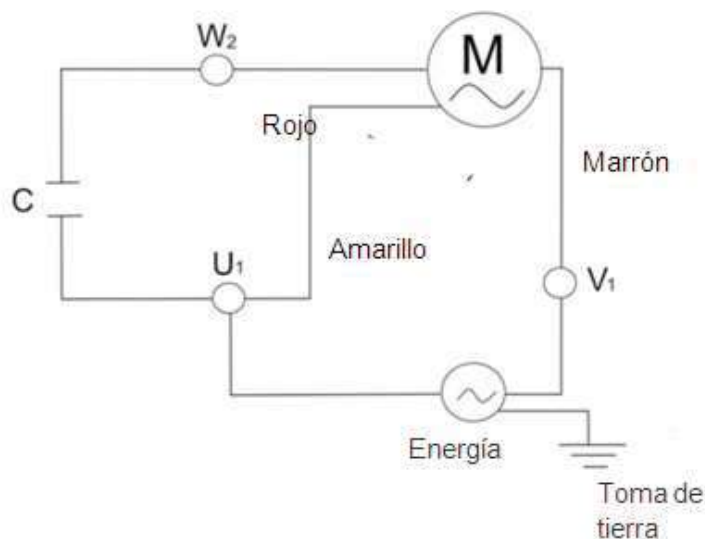 W₂
M
Rojo
Marrón
C
U₁
Amarillo
V₁
Energía
Toma de
tierra